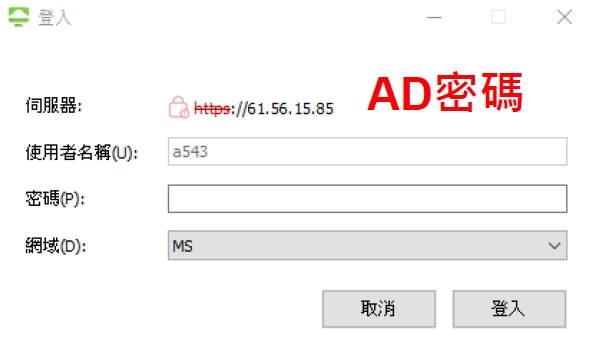 登入
AD密碼
伺服器: https://61.56.15.85
使用者名稱(U): a543
密碼(P):
網域(D): MS
取消 登入